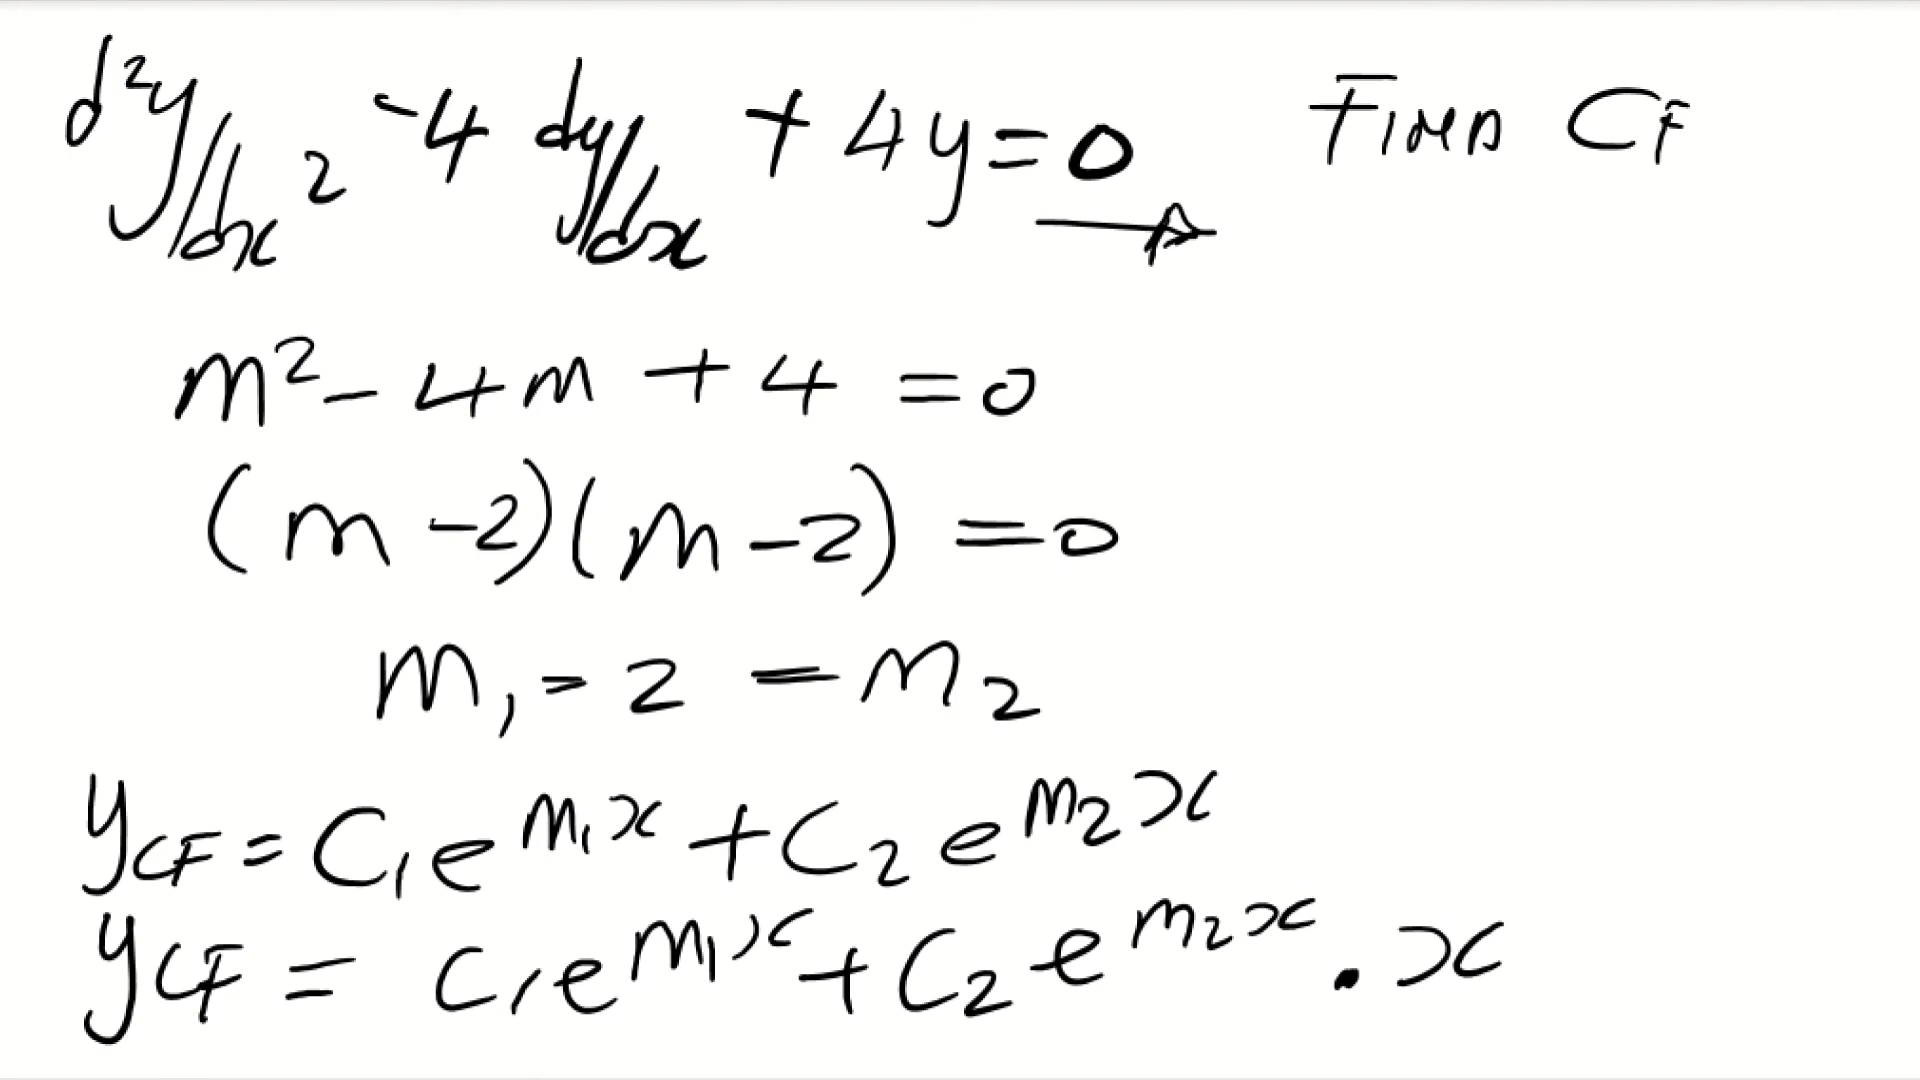 d²y/dx² -4 dy/dx + 4y = 0 FIND CF
m² - 4m + 4 = 0
(m - 2)(m - 2) = 0
m₁ = 2 = m₂
y_CF = C₁e^{m₁x} + C₂e^{m₂x}
y_CF = C₁e^{m₁x} + C₂e^{m₂x} . x